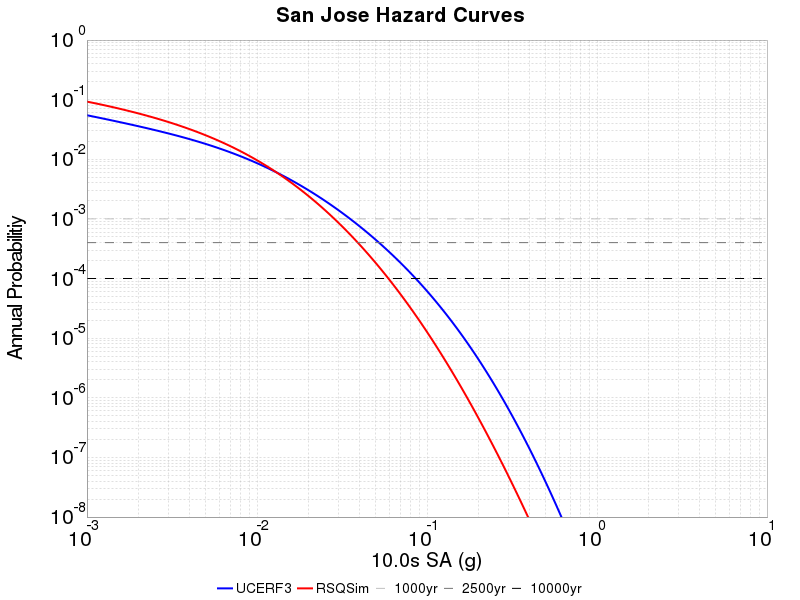 San Jose Hazard Curves
Annual Probabilitiy
10^0
10^-1
10^-2
10^-3
10^-4
10^-5
10^-6
10^-7
10^-8
10^-3 10^-2 10^-1 10^0 10^1
10.0s SA (g)
UCERF3 RSQSim 1000yr 2500yr 10000yr